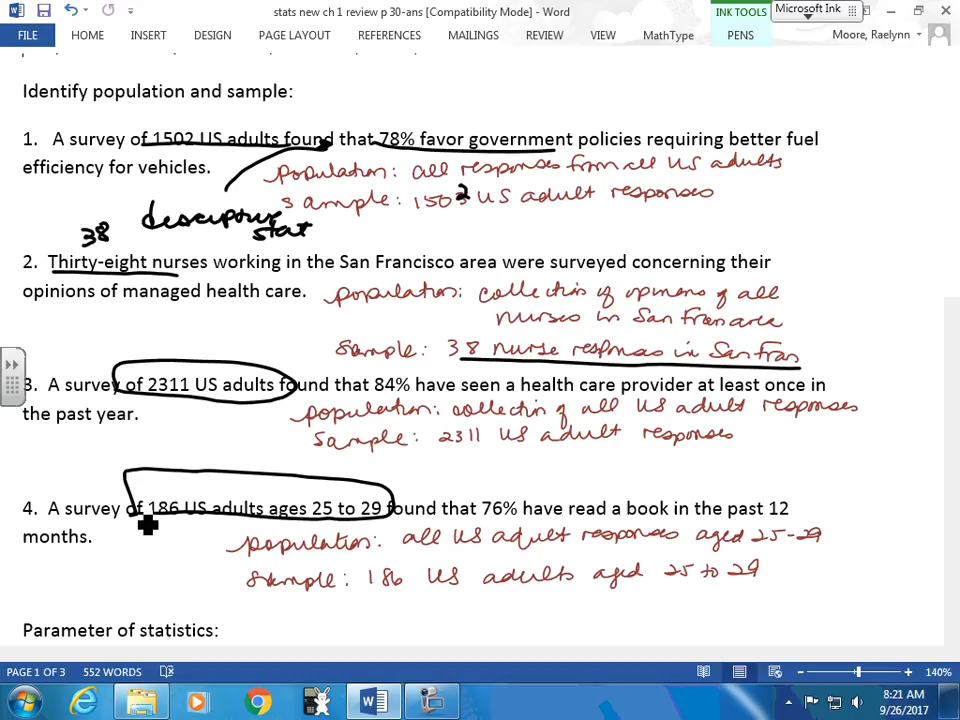 stats new ch 1 review p 30-ans [Compatibility Mode] - Word
INK TOOLS
Microsoft Ink
FILE HOME INSERT DESIGN PAGE LAYOUT REFERENCES MAILINGS REVIEW VIEW MathType PENS Moore, Raelynn
Identify population and sample:
1. A survey of 1502 US adults found that 78% favor government policies requiring better fuel
efficiency for vehicles.
population: all responses from all US adults
sample: 1502 US adult responses
descriptive
stat
38
2. Thirty-eight nurses working in the San Francisco area were surveyed concerning their
opinions of managed health care.
population: collection of opinions of all
nurses in San Fran area
Sample: 38 nurse responses in San Fran
3. A survey of 2311 US adults found that 84% have seen a health care provider at least once in
the past year.
population: collection of all US adult responses
Sample: 2311 US adult responses
4. A survey of 186 US adults ages 25 to 29 found that 76% have read a book in the past 12
months.
population: all US adult responses aged 25-29
sample: 186 US adults aged 25 to 29
Parameter of statistics:
PAGE 1 OF 3 552 WORDS 140%
8:21 AM
9/26/2017